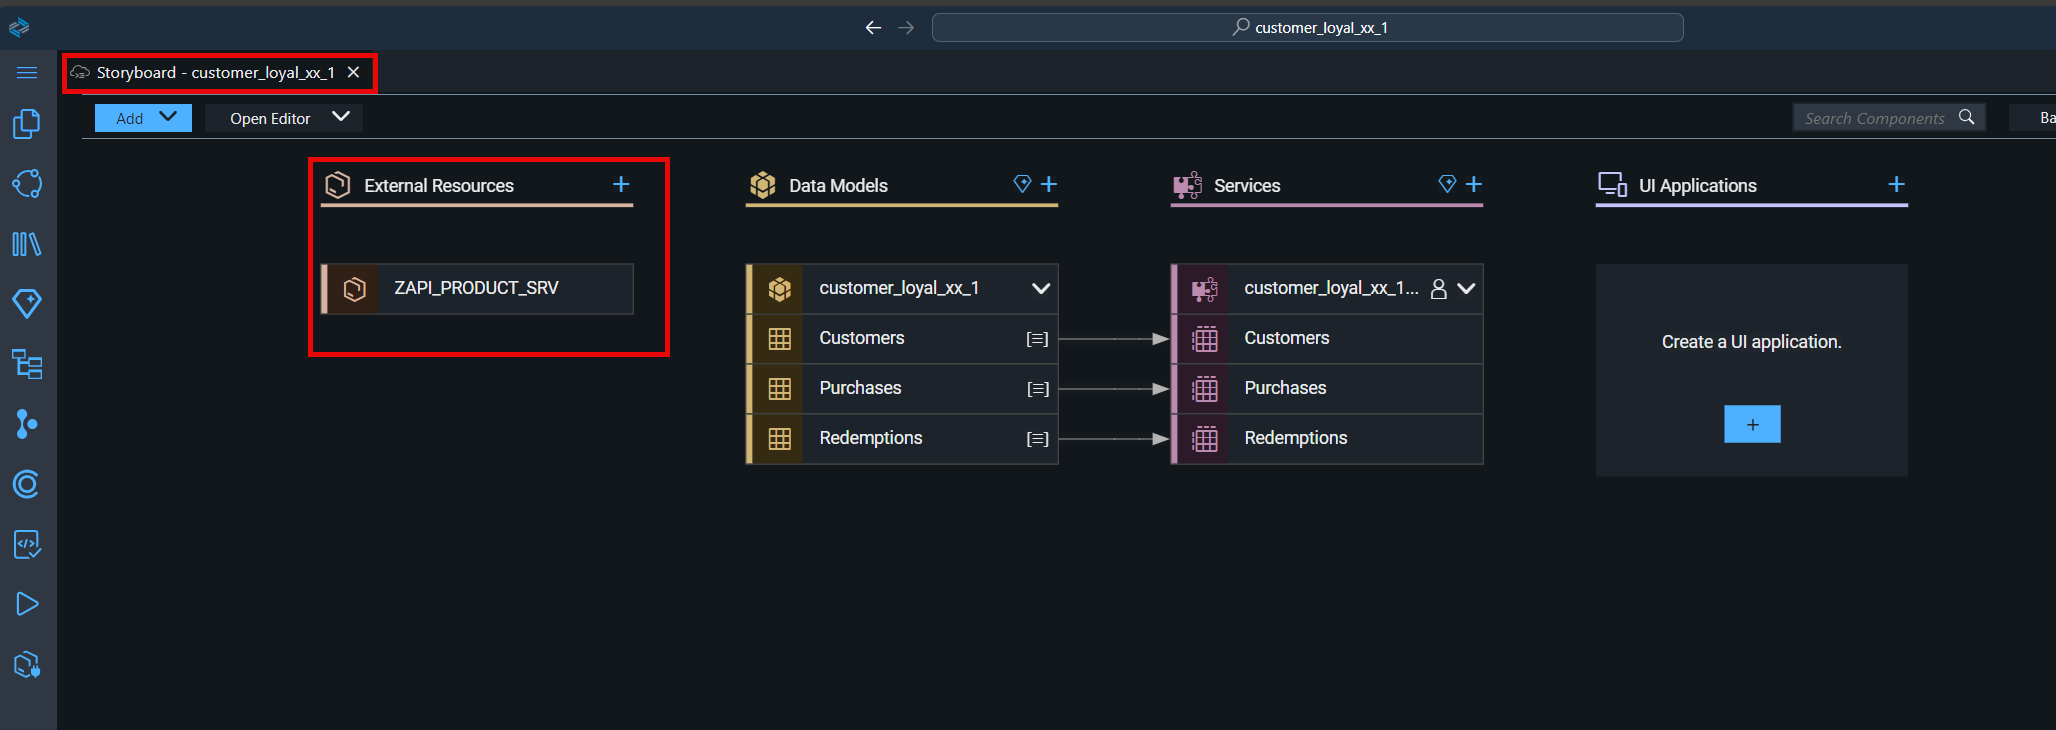 customer_loyal_xx_1
Storyboard - customer_loyal_xx_1
Add
Open Editor
Search Components
Ba
External Resources
Data Models
Services
UI Applications
ZAPI_PRODUCT_SRV
customer_loyal_xx_1
Customers
Purchases
Redemptions
customer_loyal_xx_1...
Customers
Purchases
Redemptions
Create a UI application.